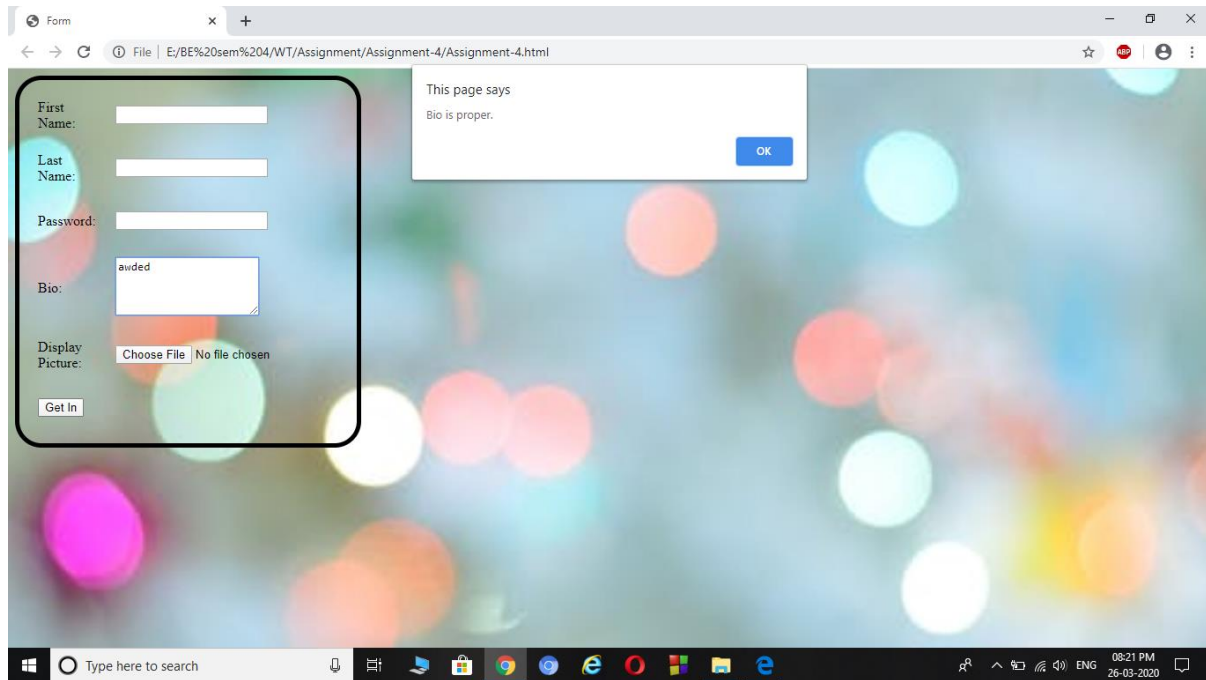 Form
File | E:/BE%20sem%204/WT/Assignment/Assignment-4/Assignment-4.html
ABP
This page says
Bio is proper.
OK
First
Name:
Last
Name:
Password:
Bio:
awded
Display
Picture:
Choose File No file chosen
Get In
Type here to search
ENG
08:21 PM
26-03-2020